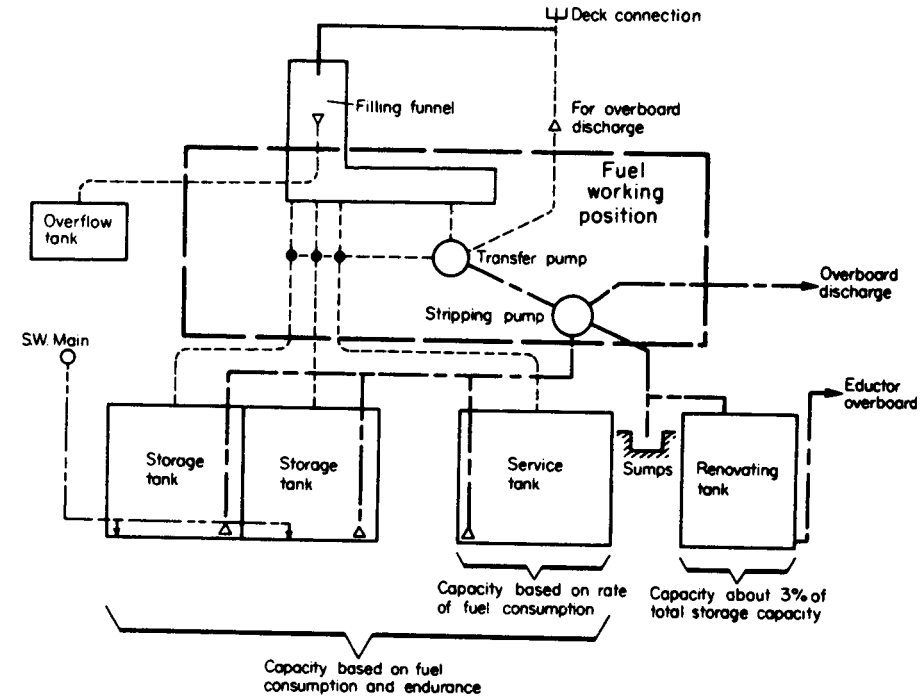 Deck connection
Filling funnel
For overboard
discharge
Fuel
working
position
Overflow
tank
Transfer pump
Overboard
discharge
Stripping pump
S.W. Main
Eductor
overboard
Storage
tank
Storage
tank
Service
tank
Sumps
Renovating
tank
Capacity based on rate
of fuel consumption
Capacity about 3% of
total storage capacity
Capacity based on fuel
consumption and endurance